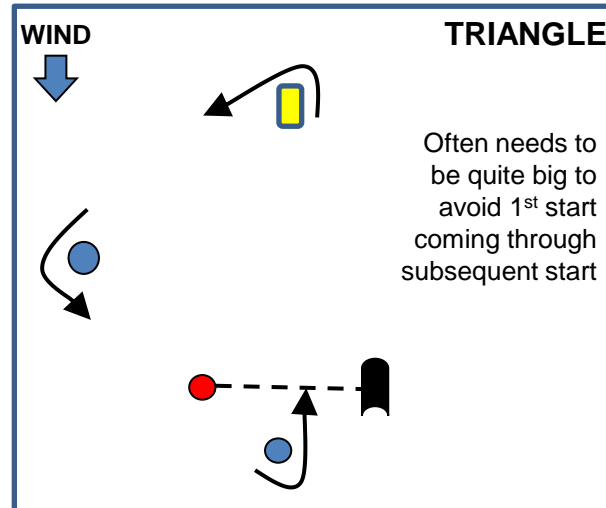 WIND
TRIANGLE
Often needs to
be quite big to
avoid 1st start
coming through
subsequent start